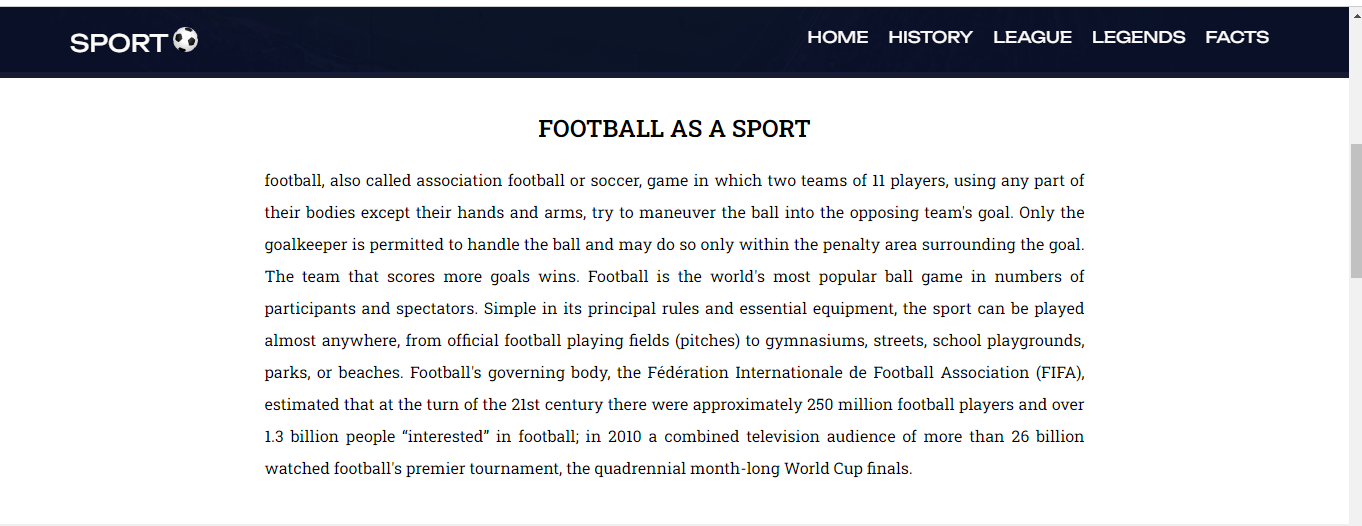 SPORT
HOME HISTORY LEAGUE LEGENDS FACTS
FOOTBALL AS A SPORT
football, also called association football or soccer, game in which two teams of 11 players, using any part of
their bodies except their hands and arms, try to maneuver the ball into the opposing team's goal. Only the
goalkeeper is permitted to handle the ball and may do so only within the penalty area surrounding the goal.
The team that scores more goals wins. Football is the world's most popular ball game in numbers of
participants and spectators. Simple in its principal rules and essential equipment, the sport can be played
almost anywhere, from official football playing fields (pitches) to gymnasiums, streets, school playgrounds,
parks, or beaches. Football's governing body, the Fédération Internationale de Football Association (FIFA),
estimated that at the turn of the 21st century there were approximately 250 million football players and over
1.3 billion people “interested” in football; in 2010 a combined television audience of more than 26 billion
watched football's premier tournament, the quadrennial month-long World Cup finals.